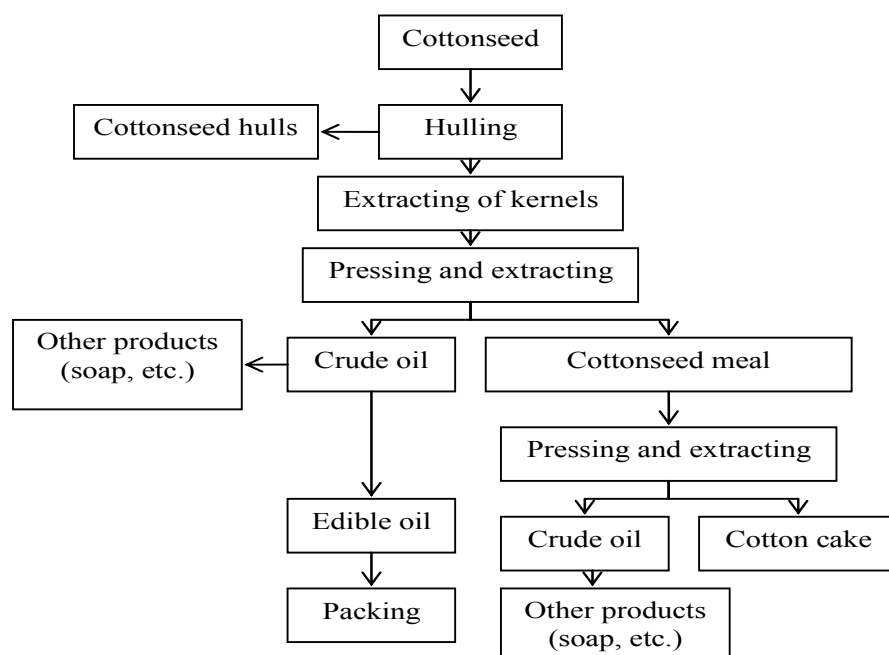 Cottonseed
Cottonseed hulls
Hulling
Extracting of kernels
Pressing and extracting
Other products
(soap, etc.)
Crude oil
Cottonseed meal
Pressing and extracting
Edible oil
Crude oil
Cotton cake
Packing
Other products
(soap, etc.)